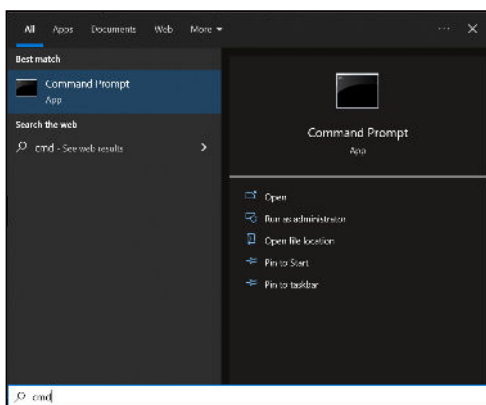 All Apps Documents Web More
Best match
Command Prompt
App
Search the web
cmd - See web results
Command Prompt
App
Open
Run as administrator
Open file location
Pin to Start
Pin to taskbar
cmd